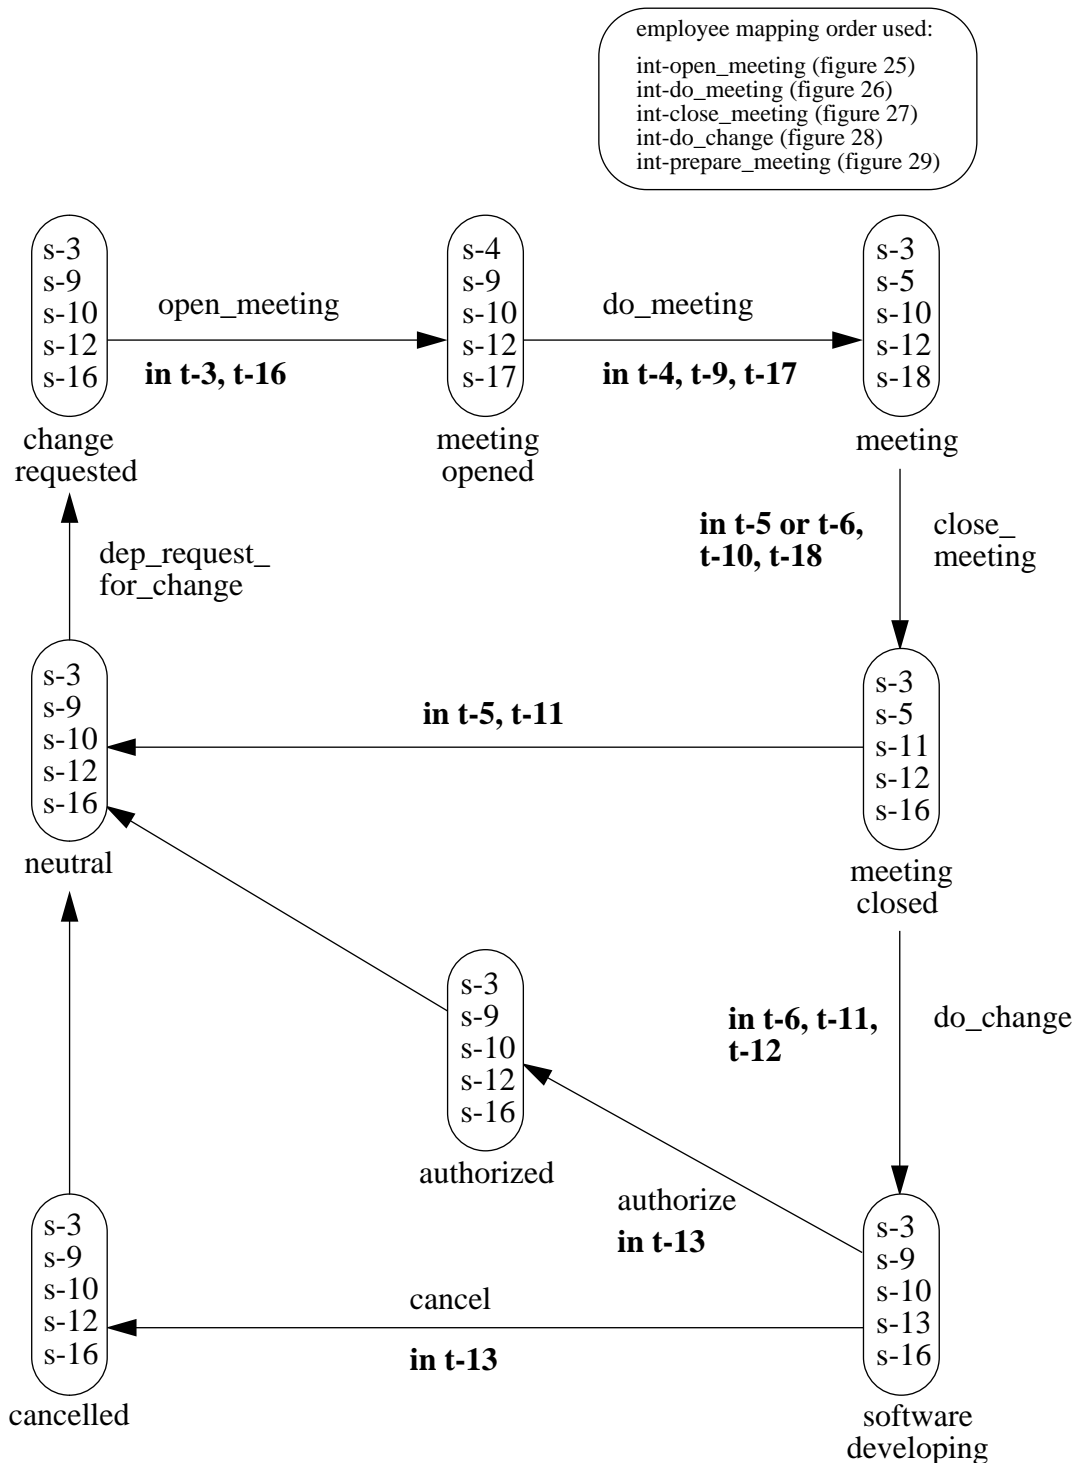 employee mapping order used:
int-open_meeting (figure 25)
int-do_meeting (figure 26)
int-close_meeting (figure 27)
int-do_change (figure 28)
int-prepare_meeting (figure 29)
s-3
s-9
s-10
s-12
s-16
change
requested
open_meeting
in t-3, t-16
s-4
s-9
s-10
s-12
s-17
meeting
opened
do_meeting
in t-4, t-9, t-17
s-3
s-5
s-10
s-12
s-18
meeting
in t-5 or t-6,
t-10, t-18
close_
meeting
dep_request_
for_change
s-3
s-9
s-10
s-12
s-16
neutral
in t-5, t-11
s-3
s-5
s-11
s-12
s-16
meeting
closed
s-3
s-9
s-10
s-12
s-16
authorized
in t-6, t-11,
t-12
do_change
authorize
in t-13
s-3
s-9
s-10
s-12
s-16
cancelled
cancel
in t-13
s-3
s-9
s-10
s-13
s-16
software
developing